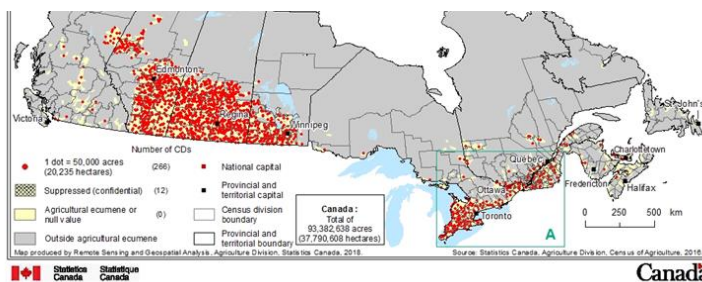 Edmonton
St. John's
Victoria
Regina
Winnipeg
Québec
Charlottetown
Ottawa
Fredericton
Halifax
Toronto
A
Number of CDs
1 dot = 50,000 acres
(20,235 hectares)
(266)
National capital
Suppressed (confidential)
(12)
Provincial and
territorial capital
Agricultural ecumene or
null value
(0)
Census division
boundary
Outside agricultural ecumene
Provincial and
territorial boundary
Canada :
Total of
93,382,638 acres
(37,790,608 hectares)
0 250 500
km
Map produced by Remote Sensing and Geospatial Analysis, Agriculture Division, Statistics Canada, 2018.
Source: Statistics Canada, Agriculture Division, Census of Agriculture, 2016.
Statistics Statistique
Canada Canada
Canada